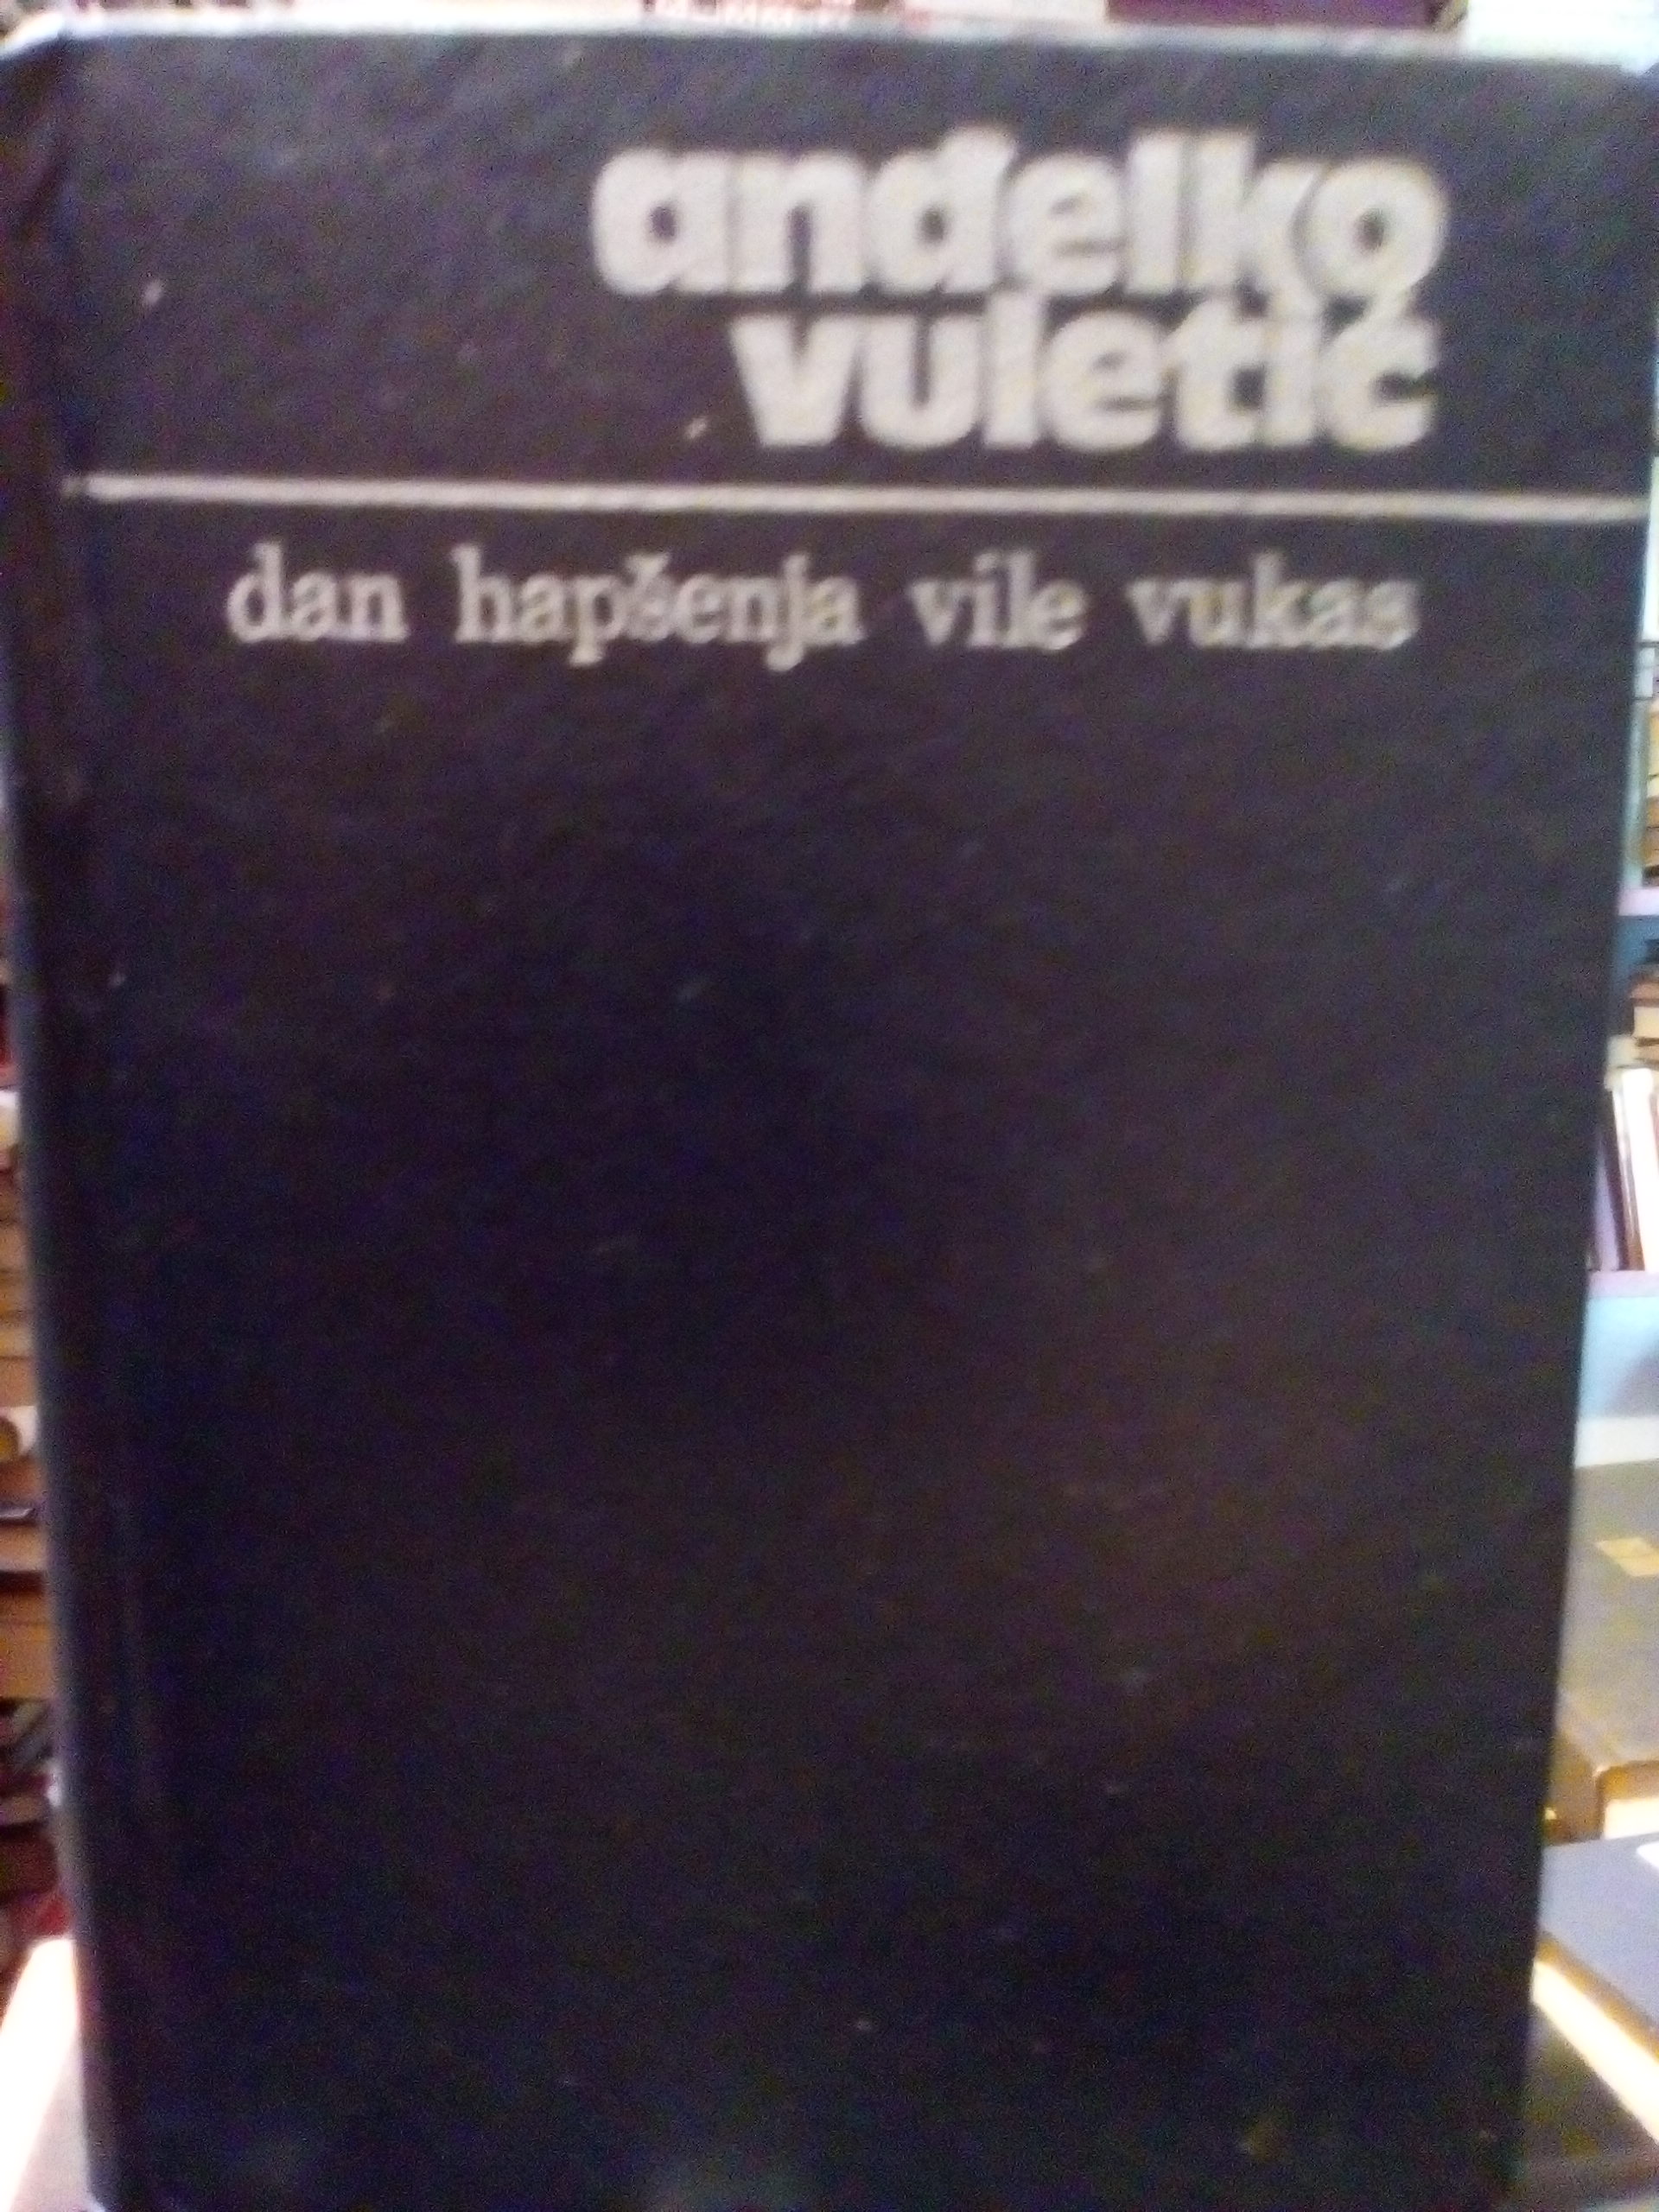 anđelko
vuletić
dan hapšenja vile vukas